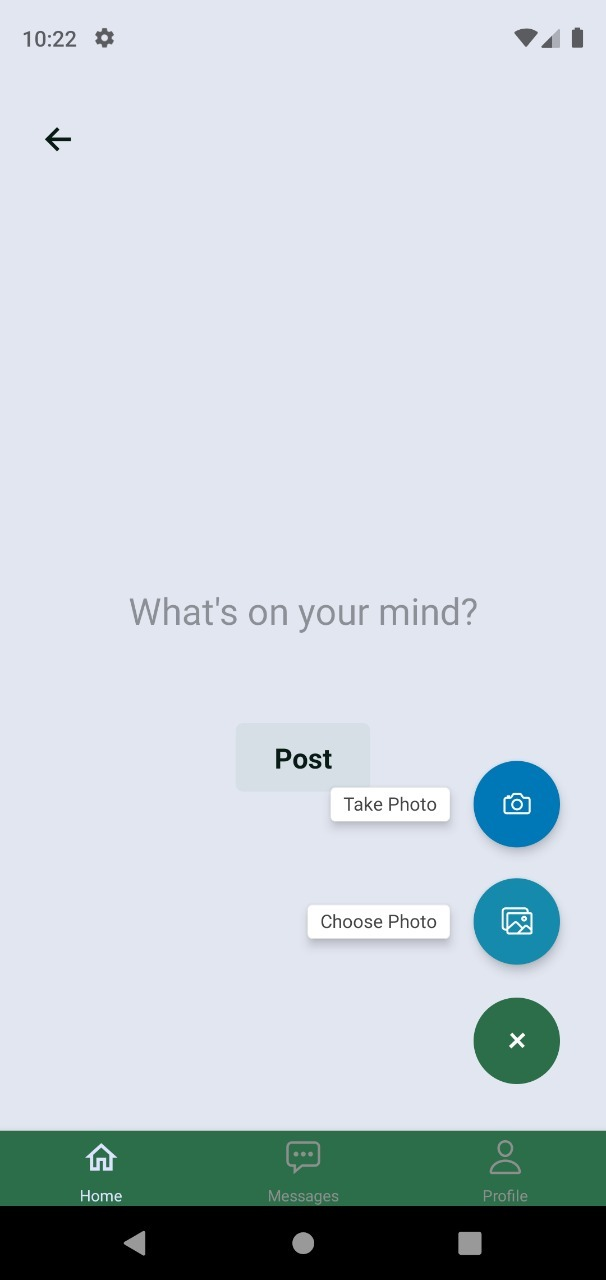 10:22
What's on your mind?
Post
Take Photo
Choose Photo
Home
Messages
Profile